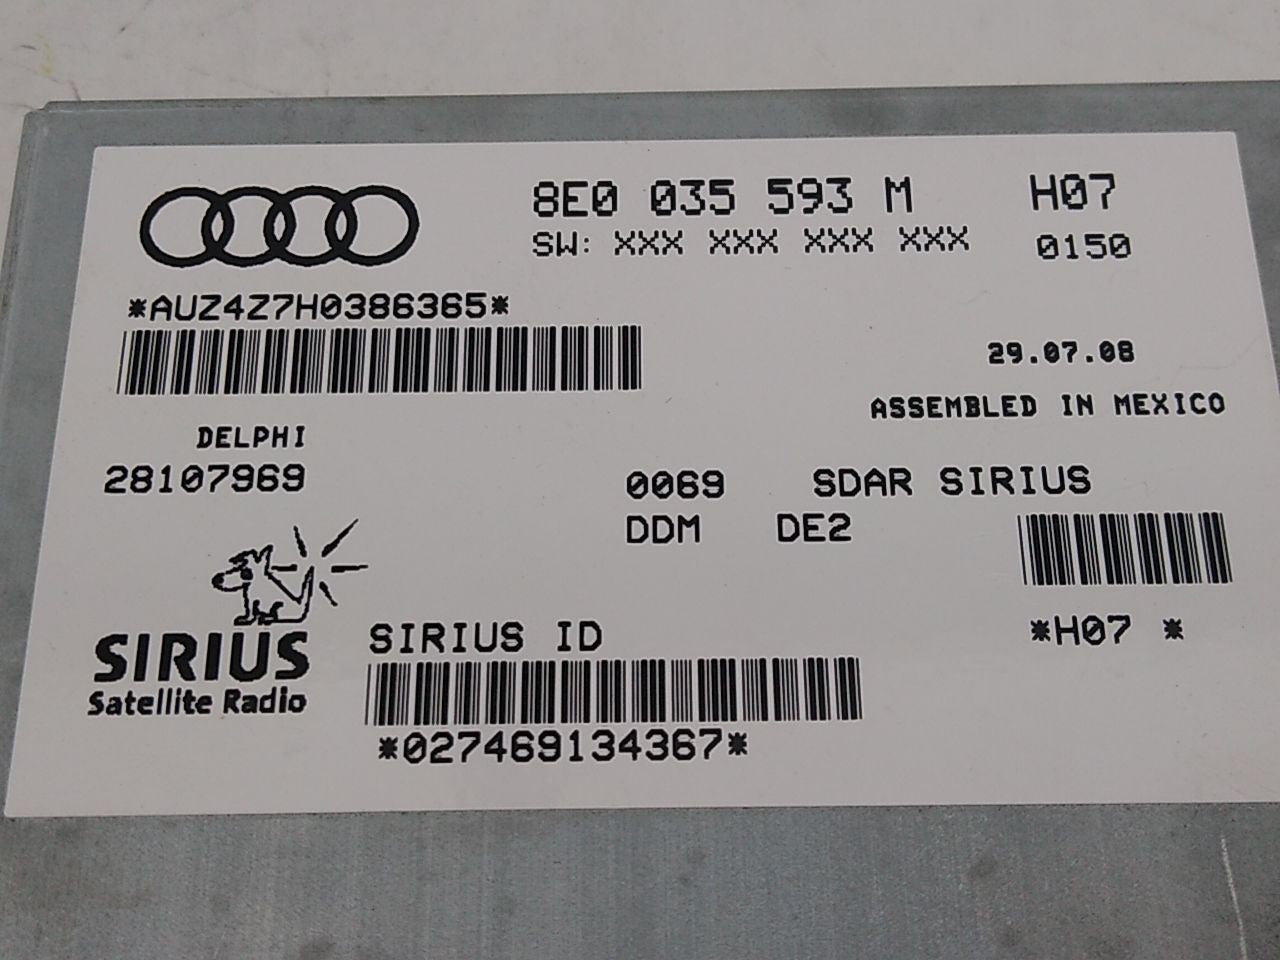 8E0 035 593 M H07
SW: XXX XXX XXX XXX 0150
*AUZ4Z7H0386365*
29.07.08
ASSEMBLED IN MEXICO
DELPHI
28107969 0069 SDAR SIRIUS
DDM DE2
*H07 *
SIRIUS
Satellite Radio
SIRIUS ID
*027469134367*